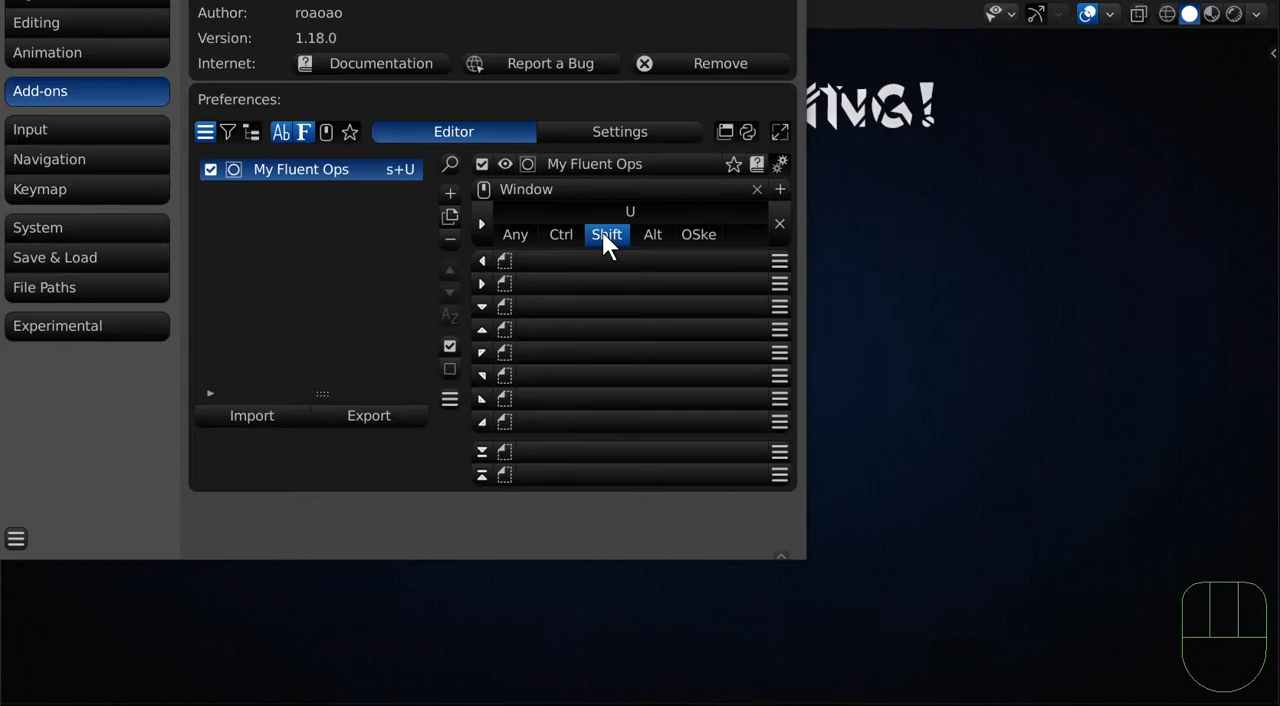 Editing
Animation
Add-ons
Input
Navigation
Keymap
System
Save & Load
File Paths
Experimental
Author: roaoao
Version: 1.18.0
Internet: Documentation Report a Bug Remove
Preferences:
Ab F Editor Settings
My Fluent Ops s+U
Import Export
My Fluent Ops
Window
U
Any Ctrl Shift Alt OSke
AZ